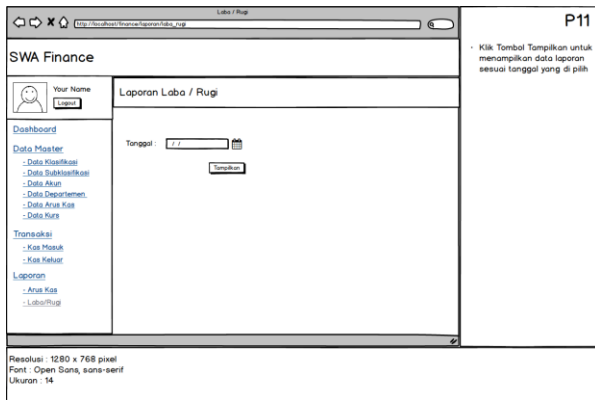 Laba / Rugi
http://localhost/finance/laporan/laba_rugi
P11
SWA Finance
Klik Tombol Tampilkan untuk
menampilkan data laporan
sesuai tanggal yang di pilih
Your Name
Logout
Laporan Laba / Rugi
Dashboard
Data Master
- Data Klasifikasi
- Data Subklasifikasi
- Data Akun
- Data Departemen
- Data Arus Kas
- Data Kurs
Transaksi
- Kas Masuk
- Kas Keluar
Laporan
- Arus Kas
- Laba/Rugi
Tanggal : / /
Tampilkan
Resolusi : 1280 x 768 pixel
Font : Open Sans, sans-serif
Ukuran : 14